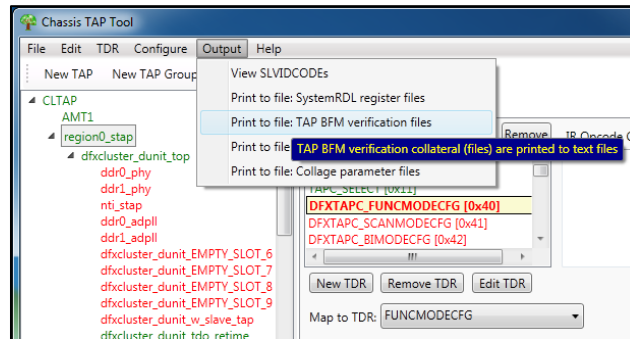 Chassis TAP Tool
File Edit TDR Configure Output Help
New TAP New TAP Group
View SLVIDCODEs
Print to file: SystemRDL register files
Print to file: TAP BFM verification files
Print to file:
TAP BFM verification collateral (files) are printed to text files
Print to file: Collage parameter files
Remove
IR Opcode
CLTAP
AMT1
region0_stap
dfxcluster_dunit_top
ddr0_phy
ddr1_phy
nti_stap
ddr0_adpll
ddr1_adpll
dfxcluster_dunit_EMPTY_SLOT_6
dfxcluster_dunit_EMPTY_SLOT_7
dfxcluster_dunit_EMPTY_SLOT_8
dfxcluster_dunit_EMPTY_SLOT_9
dfxcluster_dunit_w_slave_tap
dfxcluster_dunit_tdo_retime
TAPC_SELECT [0x11]
DFXTAPC_FUNCMODECFG [0x40]
DFXTAPC_SCANMODECFG [0x41]
DFXTAPC_BIMODECFG [0x42]
New TDR Remove TDR Edit TDR
Map to TDR: FUNCMODECFG